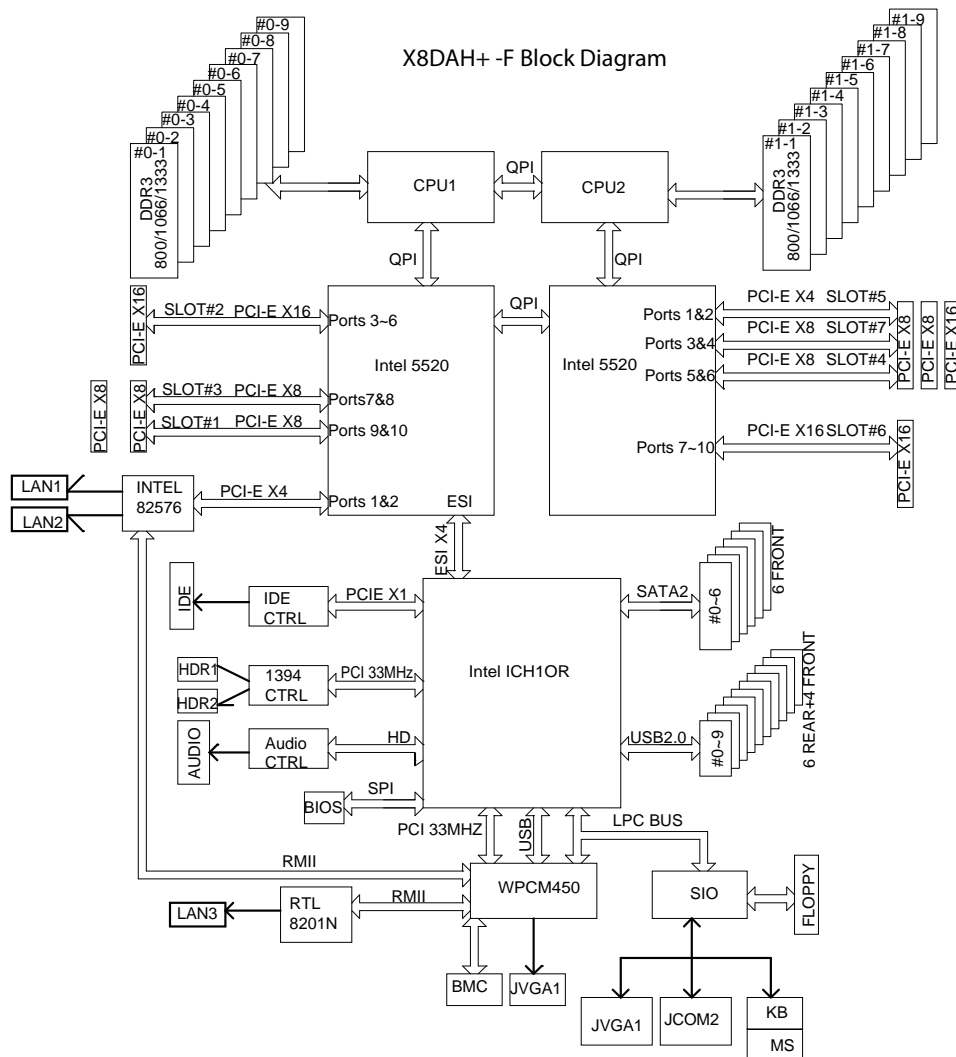 X8DAH+ -F Block Diagram
#0-9
#0-8
#0-7
#0-6
#0-5
#0-4
#0-3
#0-2
#0-1
DDR3
800/1066/1333
#1-9
#1-8
#1-7
#1-6
#1-5
#1-4
#1-3
#1-2
#1-1
DDR3
800/1066/1333
CPU1
QPI
CPU2
QPI
QPI
QPI
PCI-E X16
SLOT#2 PCI-E X16
Ports 3~6
Intel 5520
PCI-E X8
PCI-E X8
SLOT#3 PCI-E X8
Ports7&8
SLOT#1 PCI-E X8
Ports 9&10
PCI-E X4
Ports 1&2
ESI
Ports 1&2
PCI-E X4 SLOT#5
Ports 3&4
PCI-E X8 SLOT#7
Intel 5520
Ports 5&6
PCI-E X8 SLOT#4
PCI-E X8
PCI-E X8
PCI-E X16
Ports 7~10
PCI-E X16 SLOT#6
PCI-E X16
LAN1
LAN2
INTEL
82576
ESI X4
IDE
IDE
CTRL
PCIE X1
HDR1
HDR2
1394
CTRL
PCI 33MHz
AUDIO
Audio
CTRL
HD
BIOS
SPI
Intel ICH1OR
SATA2
#0~6
6 FRONT
USB2.0
#0~9
6 REAR+4 FRONT
PCI 33MHZ
USB
LPC BUS
RMII
WPCM450
SIO
FLOPPY
LAN3
RTL
8201N
RMII
BMC
JVGA1
JVGA1
JCOM2
KB
MS